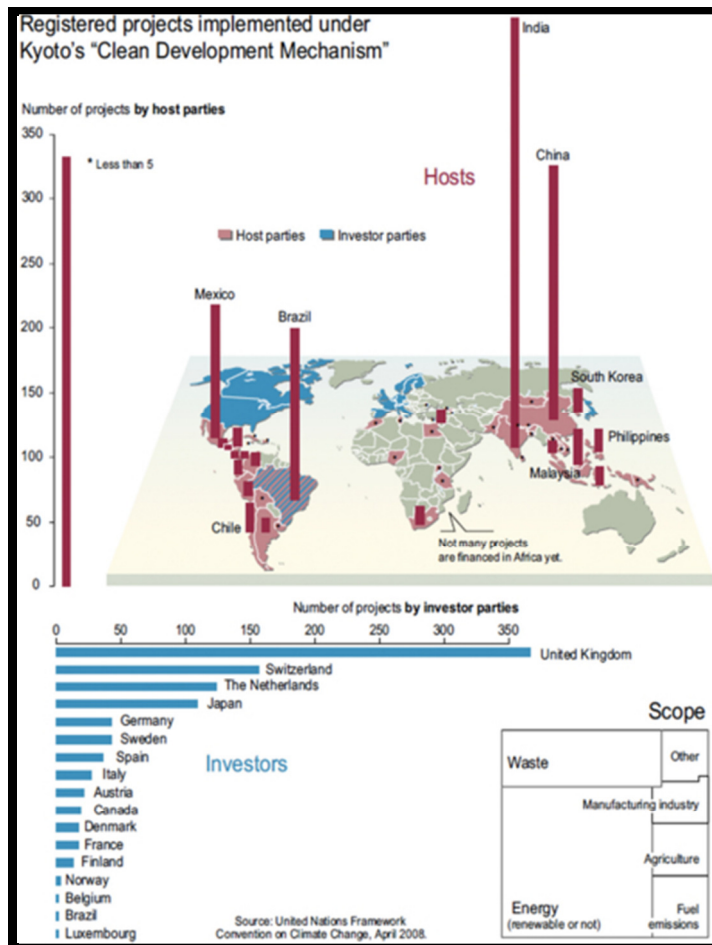 Registered projects implemented under
Kyoto's “Clean Development Mechanism”
India
Number of projects by host parties
350
* Less than 5
China
Hosts
300
Host parties
Investor parties
250
Mexico
Brazil
200
South Korea
150
Philippines
100
Malaysia
Chile
50
Not many projects
are financed in Africa yet.
0
Number of projects by investor parties
0 50 100 150 200 250 300 350
United Kingdom
Switzerland
The Netherlands
Japan
Germany
Sweden
Spain
Italy
Austria
Canada
Denmark
France
Finland
Norway
Belgium
Brazil
Luxembourg
Investors
Scope
Waste
Other
Manufacturing industry
Agriculture
Energy
(renewable or not)
Fuel
emissions
Source: United Nations Framework
Convention on Climate Change, April 2008.